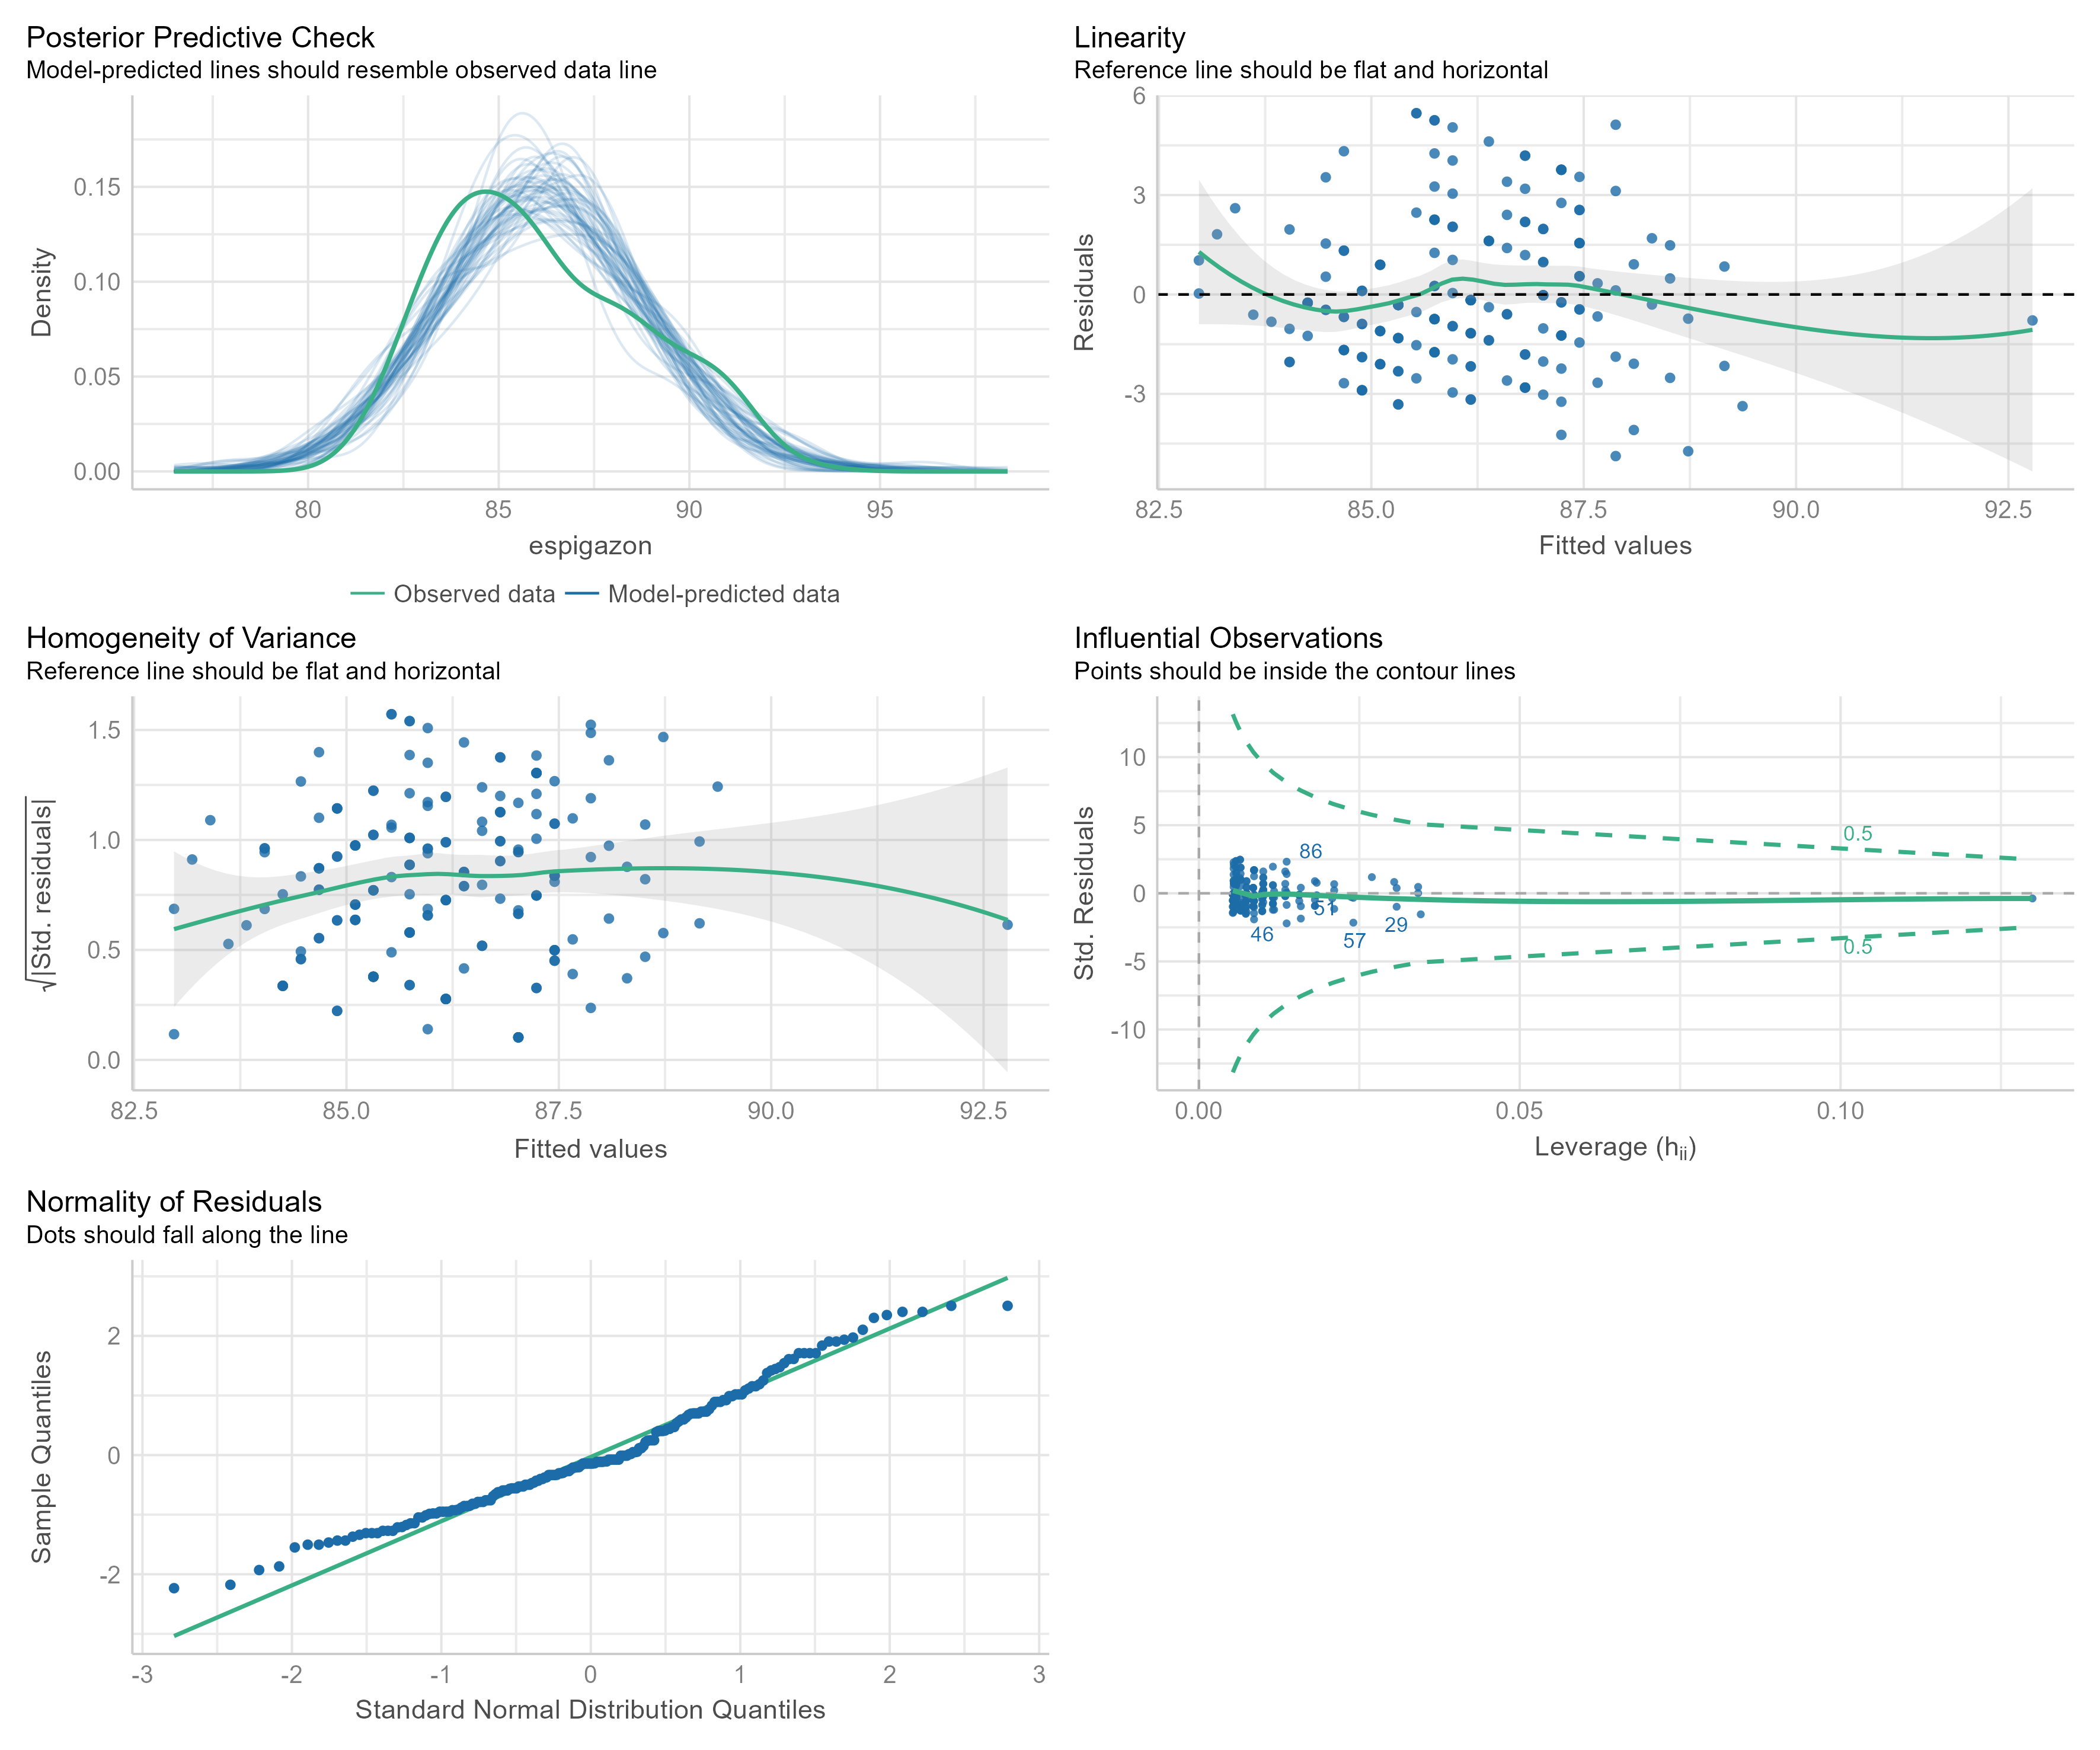 Posterior Predictive Check
Model-predicted lines should resemble observed data line
Density
0.15
0.10
0.05
0.00
80
85
90
95
espigazon
Observed data
Model-predicted data
Linearity
Reference line should be flat and horizontal
Residuals
6
3
0
-3
82.5
85.0
87.5
90.0
92.5
Fitted values
Homogeneity of Variance
Reference line should be flat and horizontal
√|Std. residuals|
1.5
1.0
0.5
0.0
82.5
85.0
87.5
90.0
92.5
Fitted values
Influential Observations
Points should be inside the contour lines
Std. Residuals
10
5
0
-5
-10
0.5
86
51
46
57
29
0.5
0.00
0.05
0.10
Leverage (hᵢᵢ)
Normality of Residuals
Dots should fall along the line
Sample Quantiles
2
0
-2
-3
-2
-1
0
1
2
3
Standard Normal Distribution Quantiles